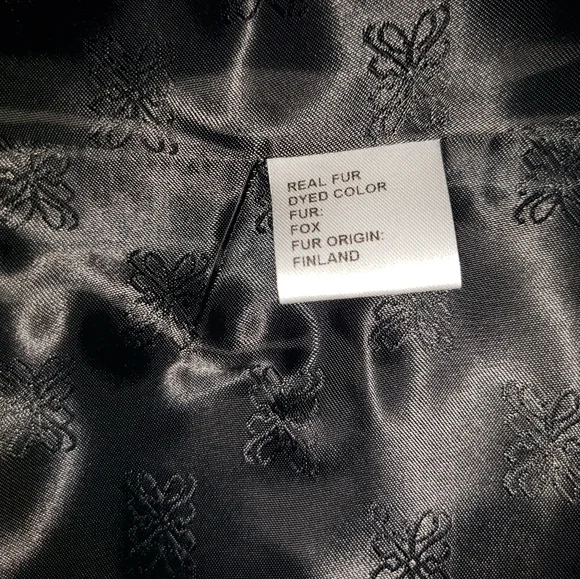 REAL FUR
DYED COLOR
FUR:
FOX
FUR ORIGIN:
FINLAND